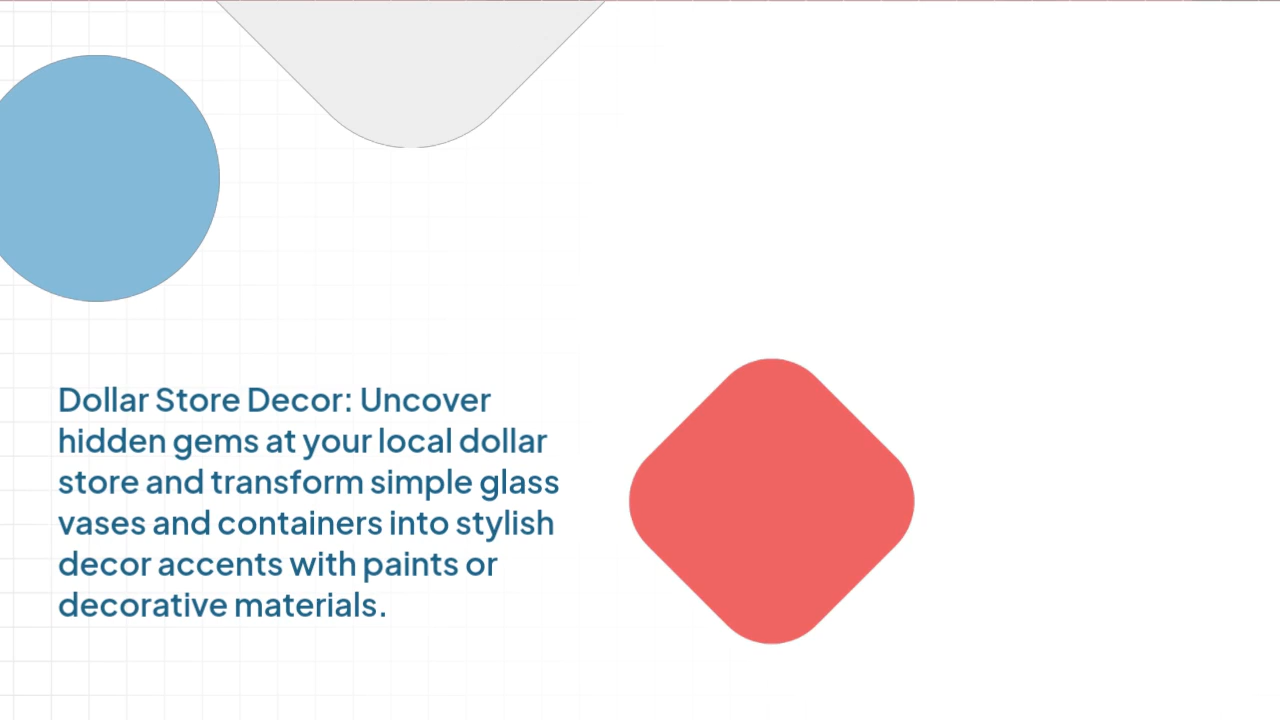 Dollar Store Decor: Uncover
hidden gems at your local dollar
store and transform simple glass
vases and containers into stylish
decor accents with paints or
decorative materials.